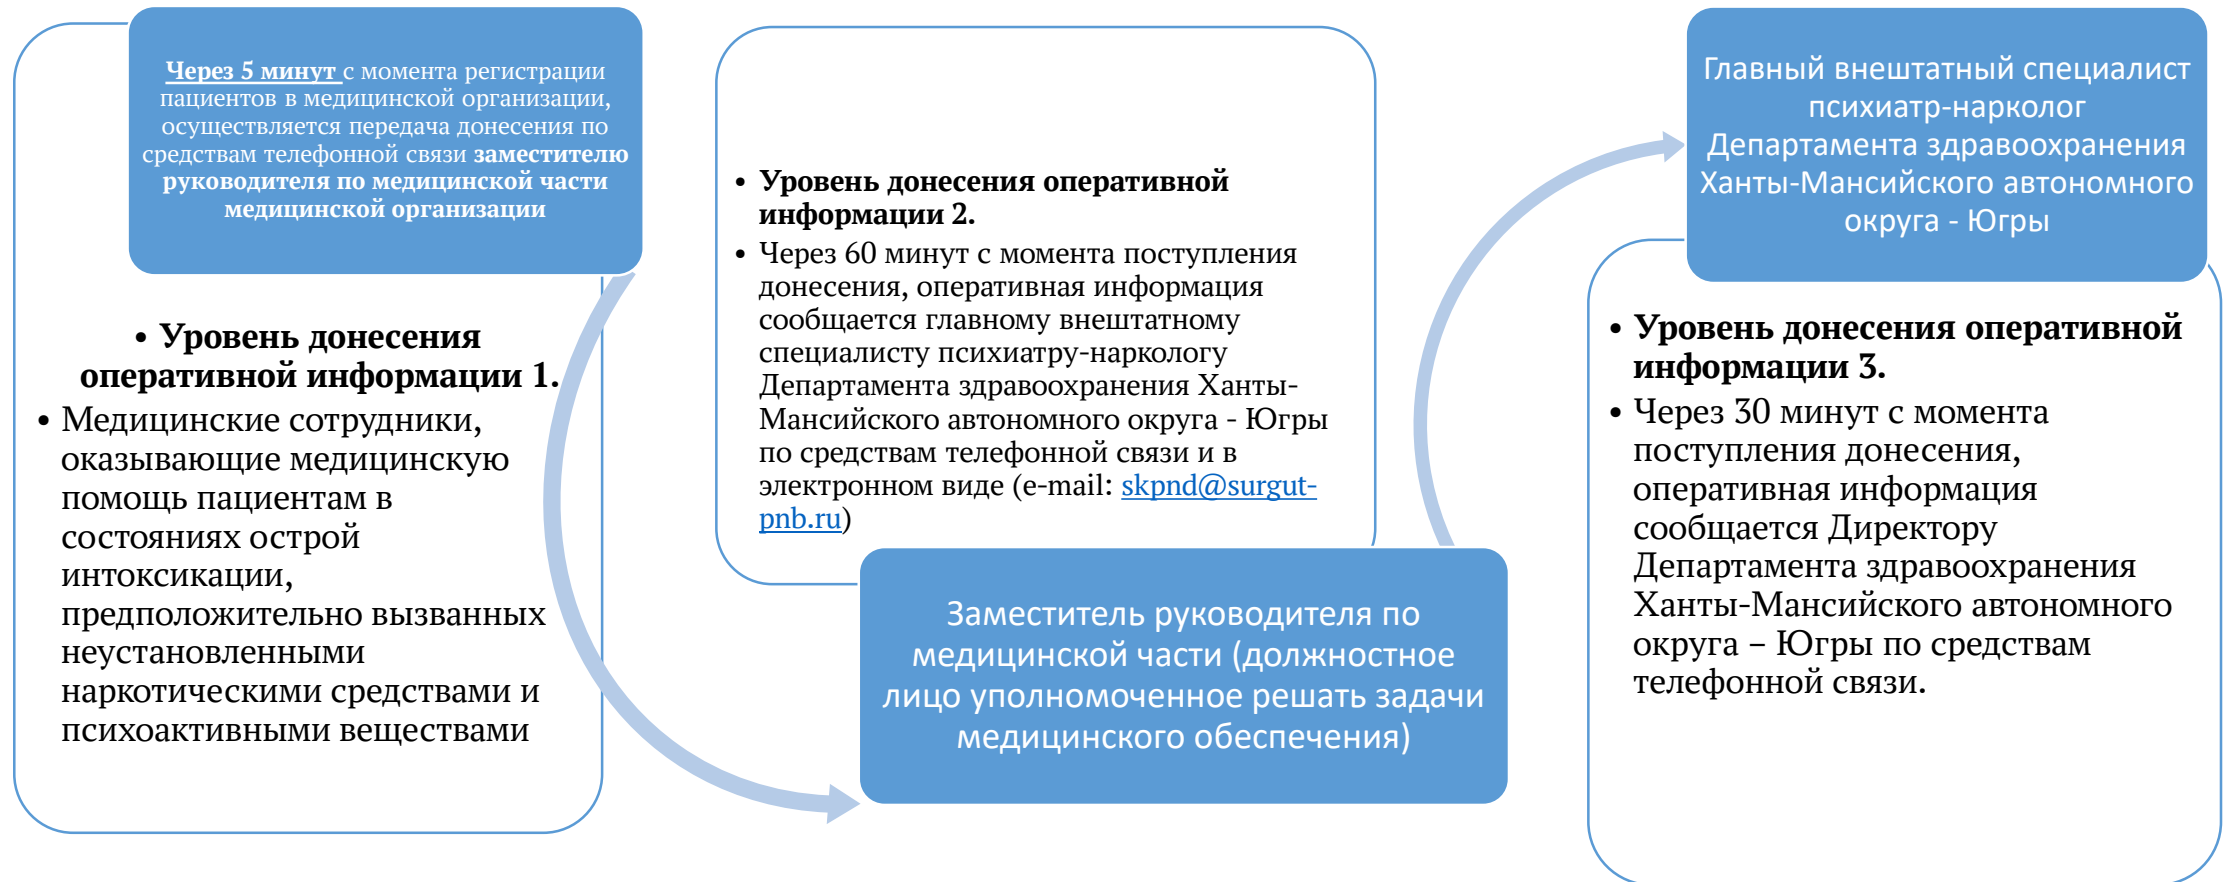 Через 5 минут с момента регистрации
пациентов в медицинской организации,
осуществляется передача донесения по
средствам телефонной связи заместителю
руководителя по медицинской части
медицинской организации
• Уровень донесения
оперативной информации 1.
• Медицинские сотрудники,
оказывающие медицинскую
помощь пациентам в
состояниях острой
интоксикации,
предположительно вызванных
неустановленными
наркотическими средствами и
психоактивными веществами
• Уровень донесения оперативной
информации 2.
• Через 60 минут с момента поступления
донесения, оперативная информация
сообщается главному внештатному
специалисту психиатру-наркологу
Департамента здравоохранения Ханты-
Мансийского автономного округа - Югры
по средствам телефонной связи и в
электронном виде (e-mail: skpnd@surgut-
pnb.ru)
Заместитель руководителя по
медицинской части (должностное
лицо уполномоченное решать задачи
медицинского обеспечения)
Главный внештатный специалист
психиатр-нарколог
Департамента здравоохранения
Ханты-Мансийского автономного
округа - Югры
• Уровень донесения оперативной
информации 3.
• Через 30 минут с момента
поступления донесения,
оперативная информация
сообщается Директору
Департамента здравоохранения
Ханты-Мансийского автономного
округа – Югры по средствам
телефонной связи.